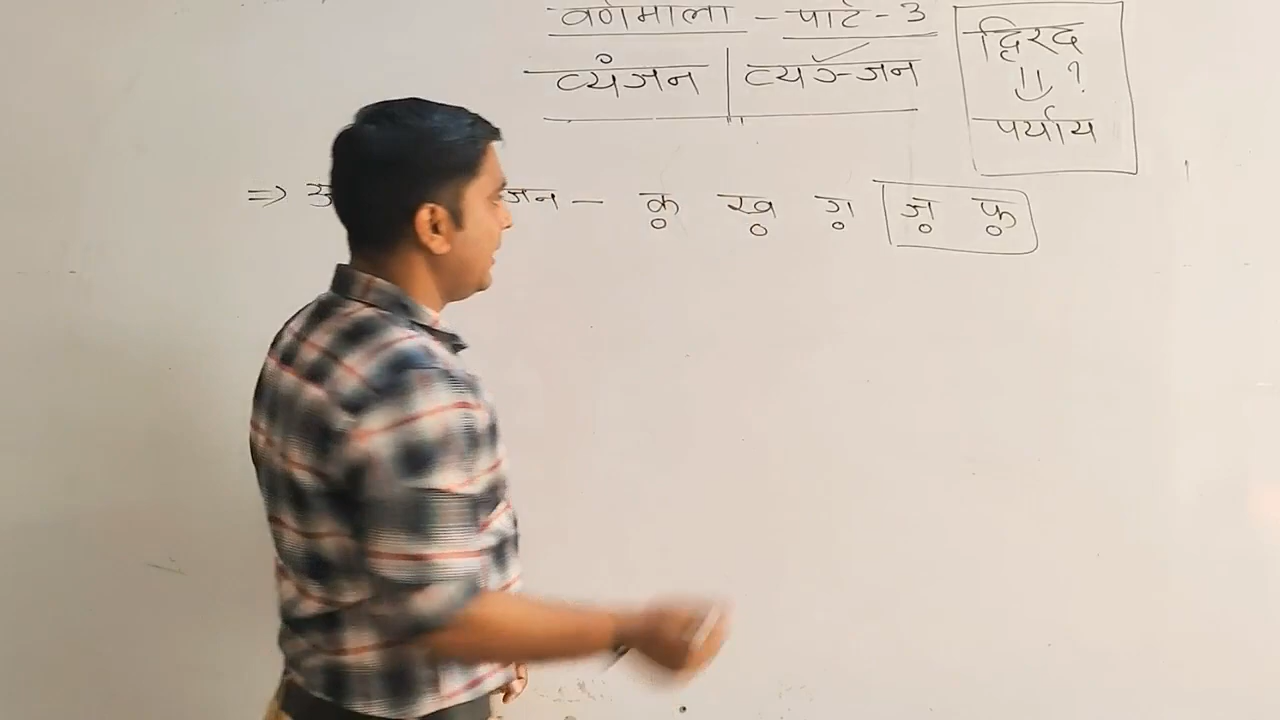 वर्णमाला - पार्ट - 3
व्यंजन | व्यञ्जन
द्विरद
॥ ?
पर्याय
⇒ जन — क़ ख़ ग़ ज़ फ़